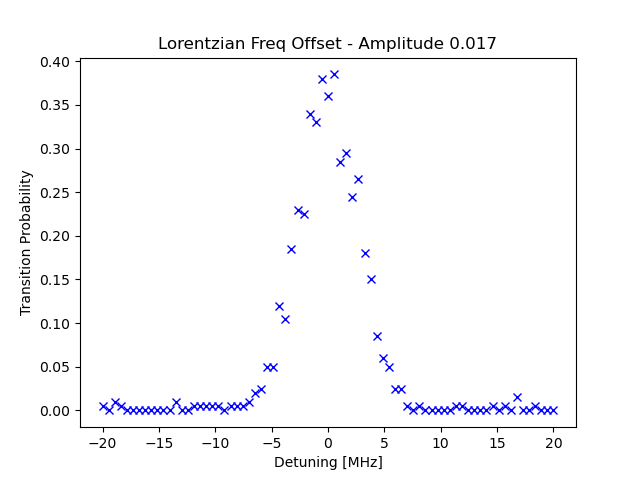 Lorentzian Freq Offset - Amplitude 0.017
0.40
0.35
0.30
0.25
0.20
0.15
0.10
0.05
0.00
Transition Probability
−20 −15 −10 −5 0 5 10 15 20
Detuning [MHz]